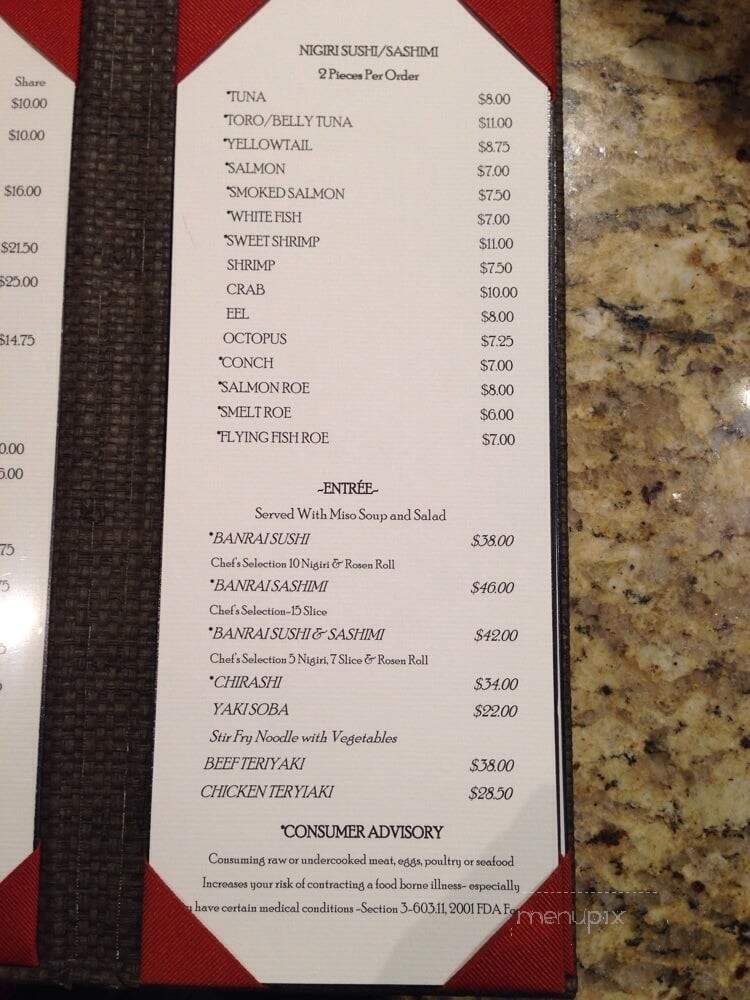 Share
$10.00
$10.00
$16.00
$21.50
$25.00
$14.75
0.00
5.00
75
NIGIRI SUSHI/SASHIMI
2 Pieces Per Order
*TUNA $8.00
*TORO/BELLY TUNA $11.00
*YELLOWTAIL $8.75
*SALMON $7.00
*SMOKED SALMON $7.50
*WHITE FISH $7.00
*SWEET SHRIMP $11.00
SHRIMP $7.50
CRAB $10.00
EEL $8.00
OCTOPUS $7.25
*CONCH $7.00
*SALMON ROE $8.00
*SMELT ROE $6.00
*FLYING FISH ROE $7.00
~ENTRÉE~
Served With Miso Soup and Salad
*BANRAI SUSHI $38.00
Chef's Selection 10 Nigiri & Rosen Roll
*BANRAI SASHIMI $46.00
Chef's Selection-15 Slice
*BANRAI SUSHI & SASHIMI $42.00
Chef's Selection 5 Nigiri, 7 Slice & Rosen Roll
*CHIRASHI $34.00
YAKI SOBA $22.00
Stir Fry Noodle with Vegetables
BEEF TERIYAKI $38.00
CHICKEN TERYIAKI $28.50
*CONSUMER ADVISORY
Consuming raw or undercooked meat, eggs, poultry or seafood
Increases your risk of contracting a food borne illness- especially
have certain medical conditions -Section 3-603.11, 2001 FDA
menupix